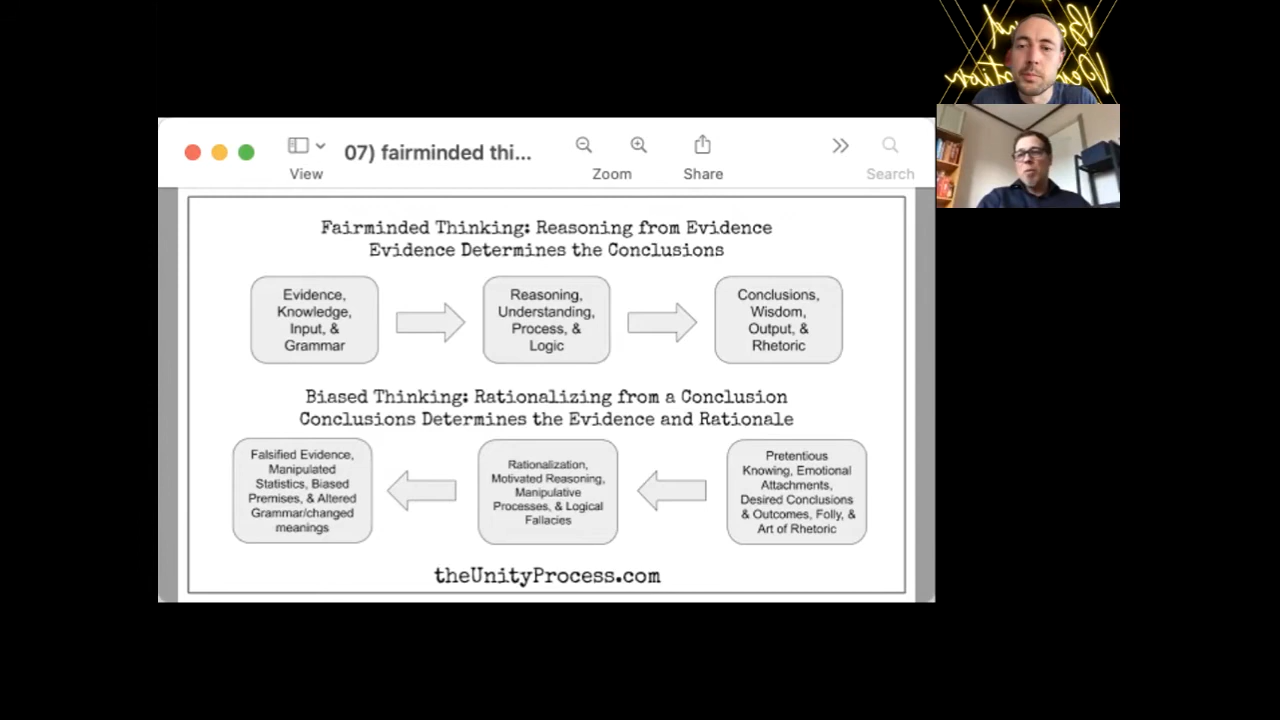 07) fairminded thi...
View
Zoom
Share
Search
Fairminded Thinking: Reasoning from Evidence
Evidence Determines the Conclusions
Evidence,
Knowledge,
Input, &
Grammar
Reasoning,
Understanding,
Process, &
Logic
Conclusions,
Wisdom,
Output, &
Rhetoric
Biased Thinking: Rationalizing from a Conclusion
Conclusions Determines the Evidence and Rationale
Falsified Evidence,
Manipulated
Statistics, Biased
Premises, & Altered
Grammar/changed
meanings
Rationalization,
Motivated Reasoning,
Manipulative
Processes, & Logical
Fallacies
Pretentious
Knowing, Emotional
Attachments,
Desired Conclusions
& Outcomes, Folly, &
Art of Rhetoric
theUnityProcess.com